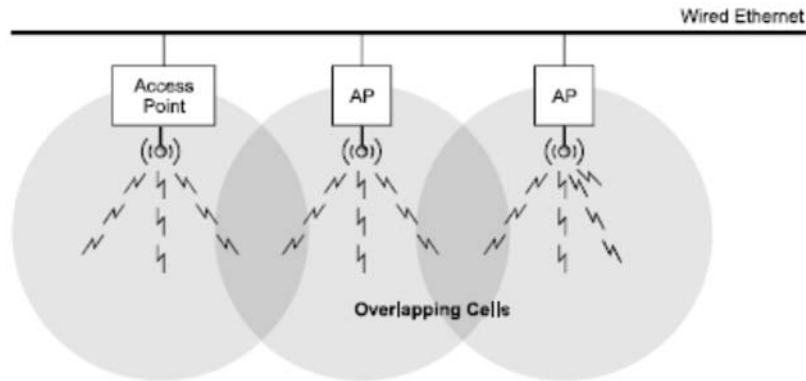 Wired Ethernet
Access
Point
AP
AP
Overlapping Cells